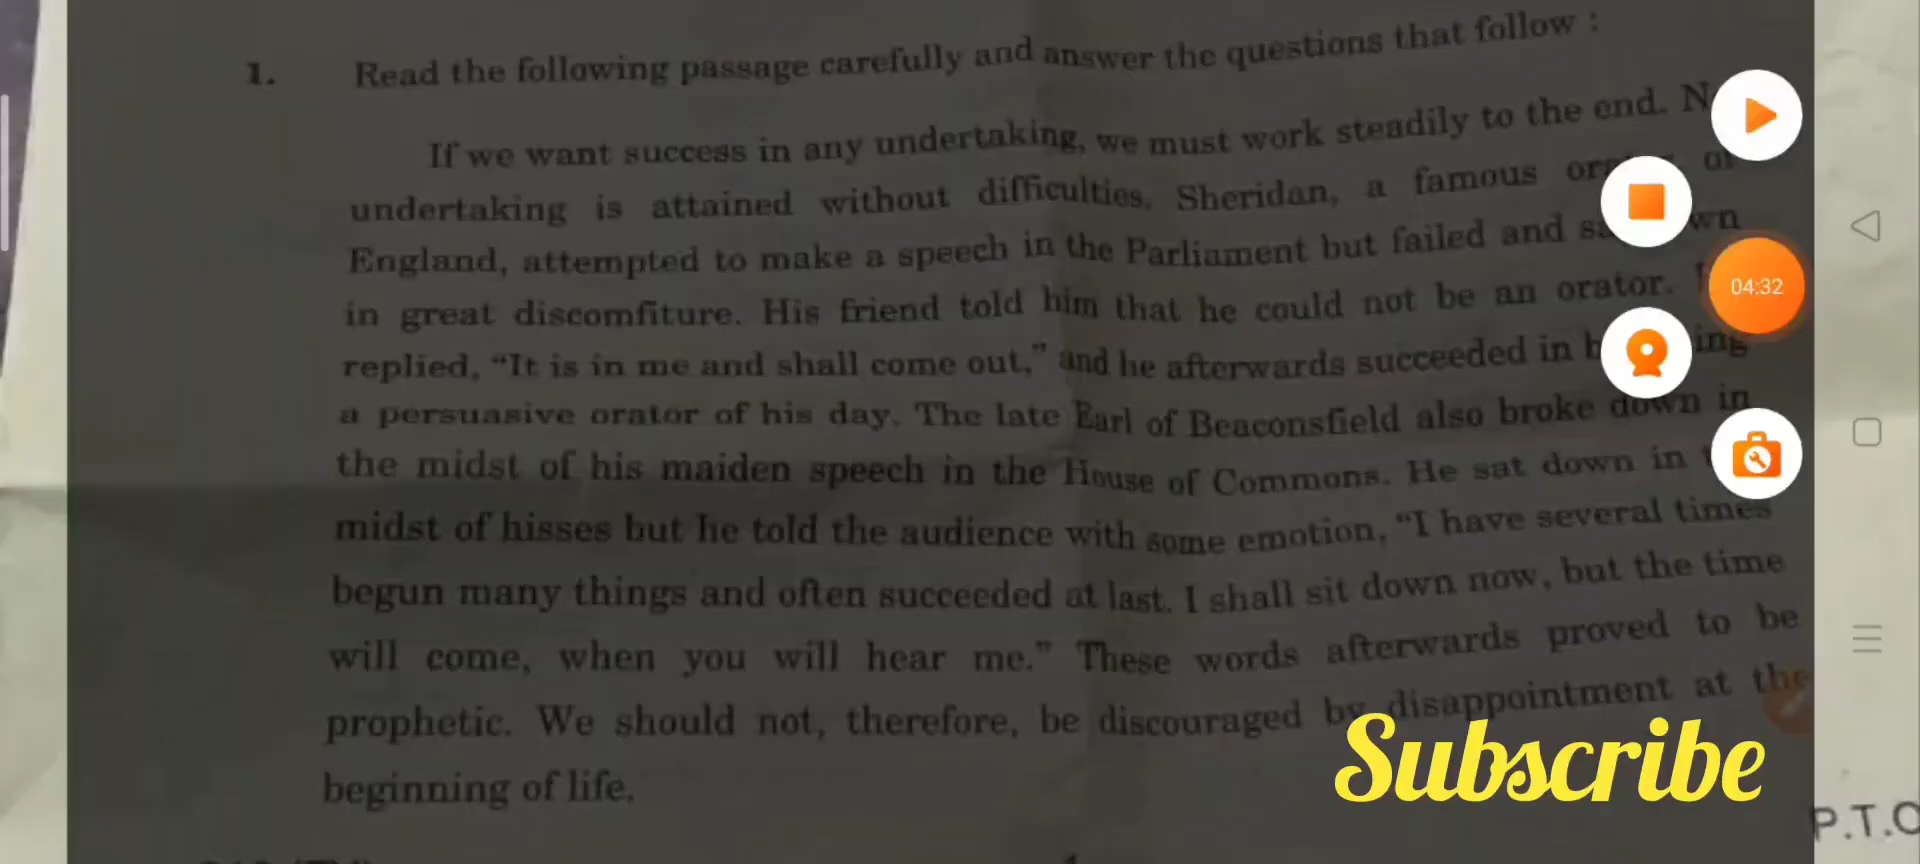 1. Read the following passage carefully and answer the questions that follow :
If we want success in any undertaking, we must work steadily to the end.
undertaking is attained without difficulties. Sheridan, a famous
England, attempted to make a speech in the Parliament but failed and
in great discomfiture. His friend told him that he could not be an orator.
replied, “It is in me and shall come out,” and he afterwards succeeded in
a persuasive orator of his day. The late Earl of Beaconsfield also broke down in
the midst of his maiden speech in the House of Commons. He sat down in
midst of hisses but he told the audience with some emotion, “I have several times
begun many things and often succeeded at last. I shall sit down now, but the time
will come, when you will hear me.” These words afterwards proved to be
prophetic. We should not, therefore, be discouraged by disappointment at the
beginning of life.
04:32
Subscribe
P.T.O